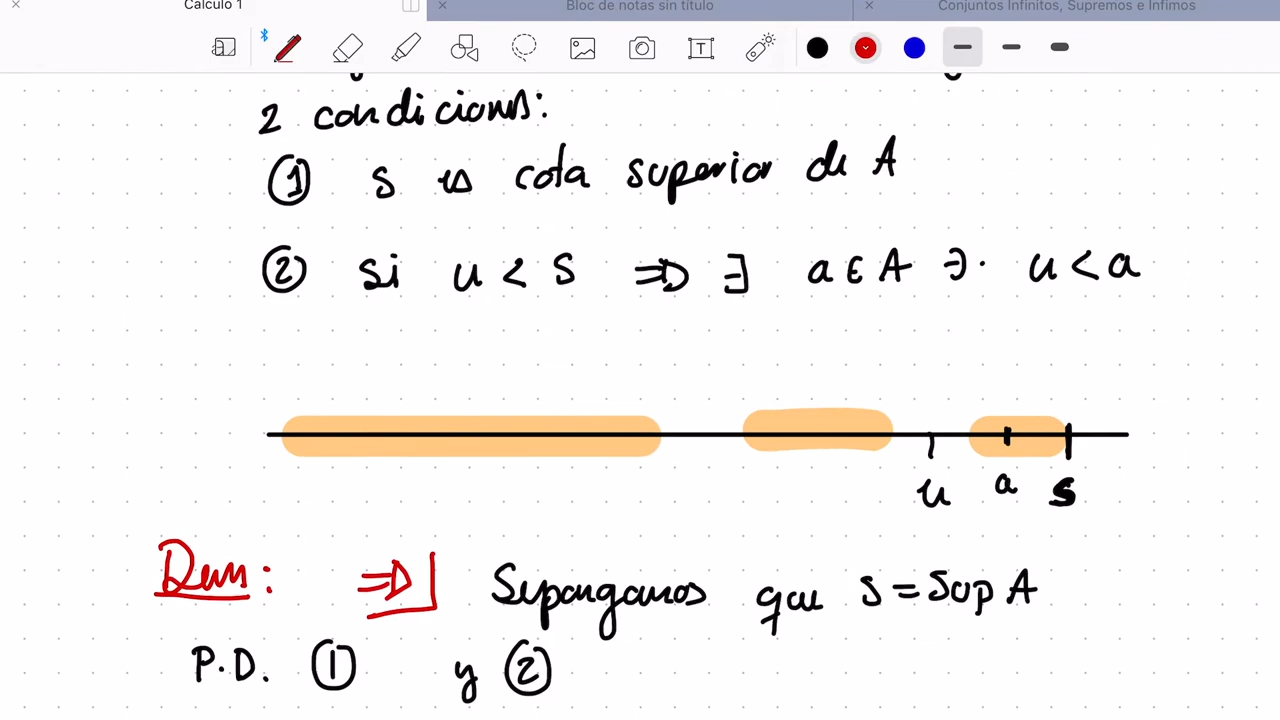 Calculo 1
Bloc de notas sin título
Conjuntos Infinitos, Supremos e Infimos
T
2 condiciones:
① s es cota superior de A
② Si u < s ⇒ ∃ a ∈ A ∋. u < a
u a s
Dem: ⇒] Supongamos que s = Sup A
P.D. ① y ②